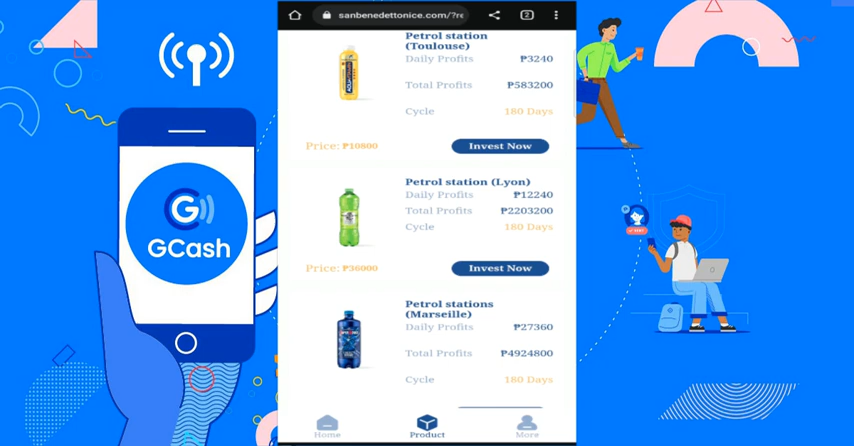 sanbenedettonice.com/?re
2
Petrol station
(Toulouse)
Daily Profits ₱3240
Total Profits ₱583200
Cycle 180 Days
Price: ₱10800 Invest Now
Petrol station (Lyon)
Daily Profits ₱12240
Total Profits ₱2203200
Cycle 180 Days
Price: ₱36000 Invest Now
Petrol stations
(Marseille)
Daily Profits ₱27360
Total Profits ₱4924800
Cycle 180 Days
Home Product More
G
GCash